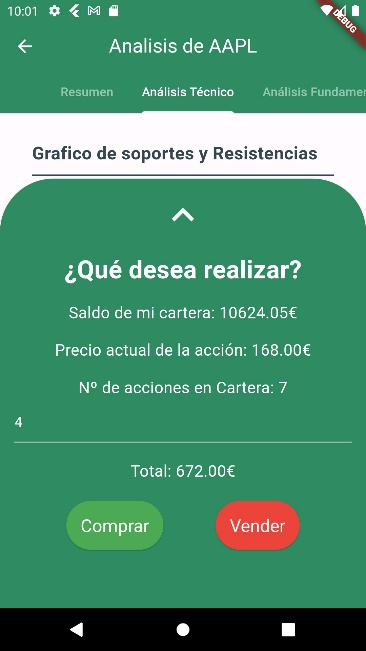 10:01
DEBUG
Analisis de AAPL
Resumen
Análisis Técnico
Análisis Fundamen
Grafico de soportes y Resistencias
¿Qué desea realizar?
Saldo de mi cartera: 10624.05€
Precio actual de la acción: 168.00€
Nº de acciones en Cartera: 7
4
Total: 672.00€
Comprar
Vender